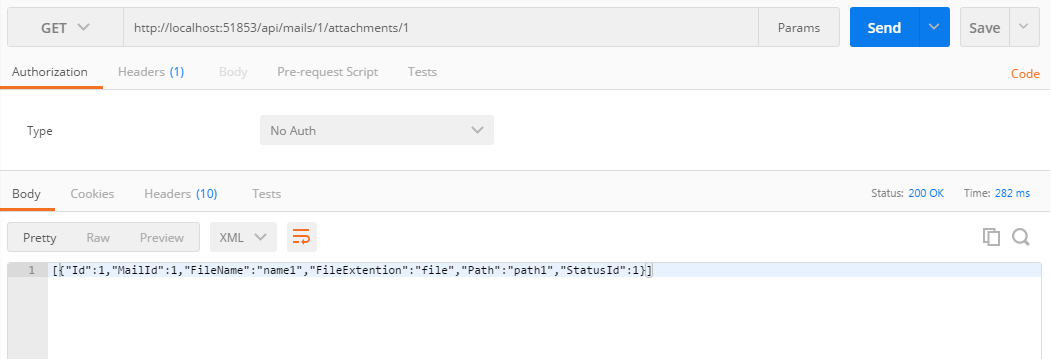 GET http://localhost:51853/api/mails/1/attachments/1 Params Send Save
Authorization Headers (1) Body Pre-request Script Tests Code
Type No Auth
Body Cookies Headers (10) Tests Status: 200 OK Time: 282 ms
Pretty Raw Preview XML
1 [{"Id":1,"MailId":1,"FileName":"name1","FileExtention":"file","Path":"path1","StatusId":1}]